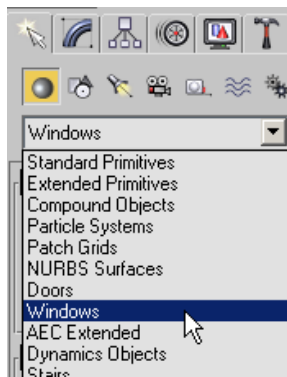 Windows
Standard Primitives
Extended Primitives
Compound Objects
Particle Systems
Patch Grids
NURBS Surfaces
Doors
Windows
AEC Extended
Dynamics Objects
Stairs